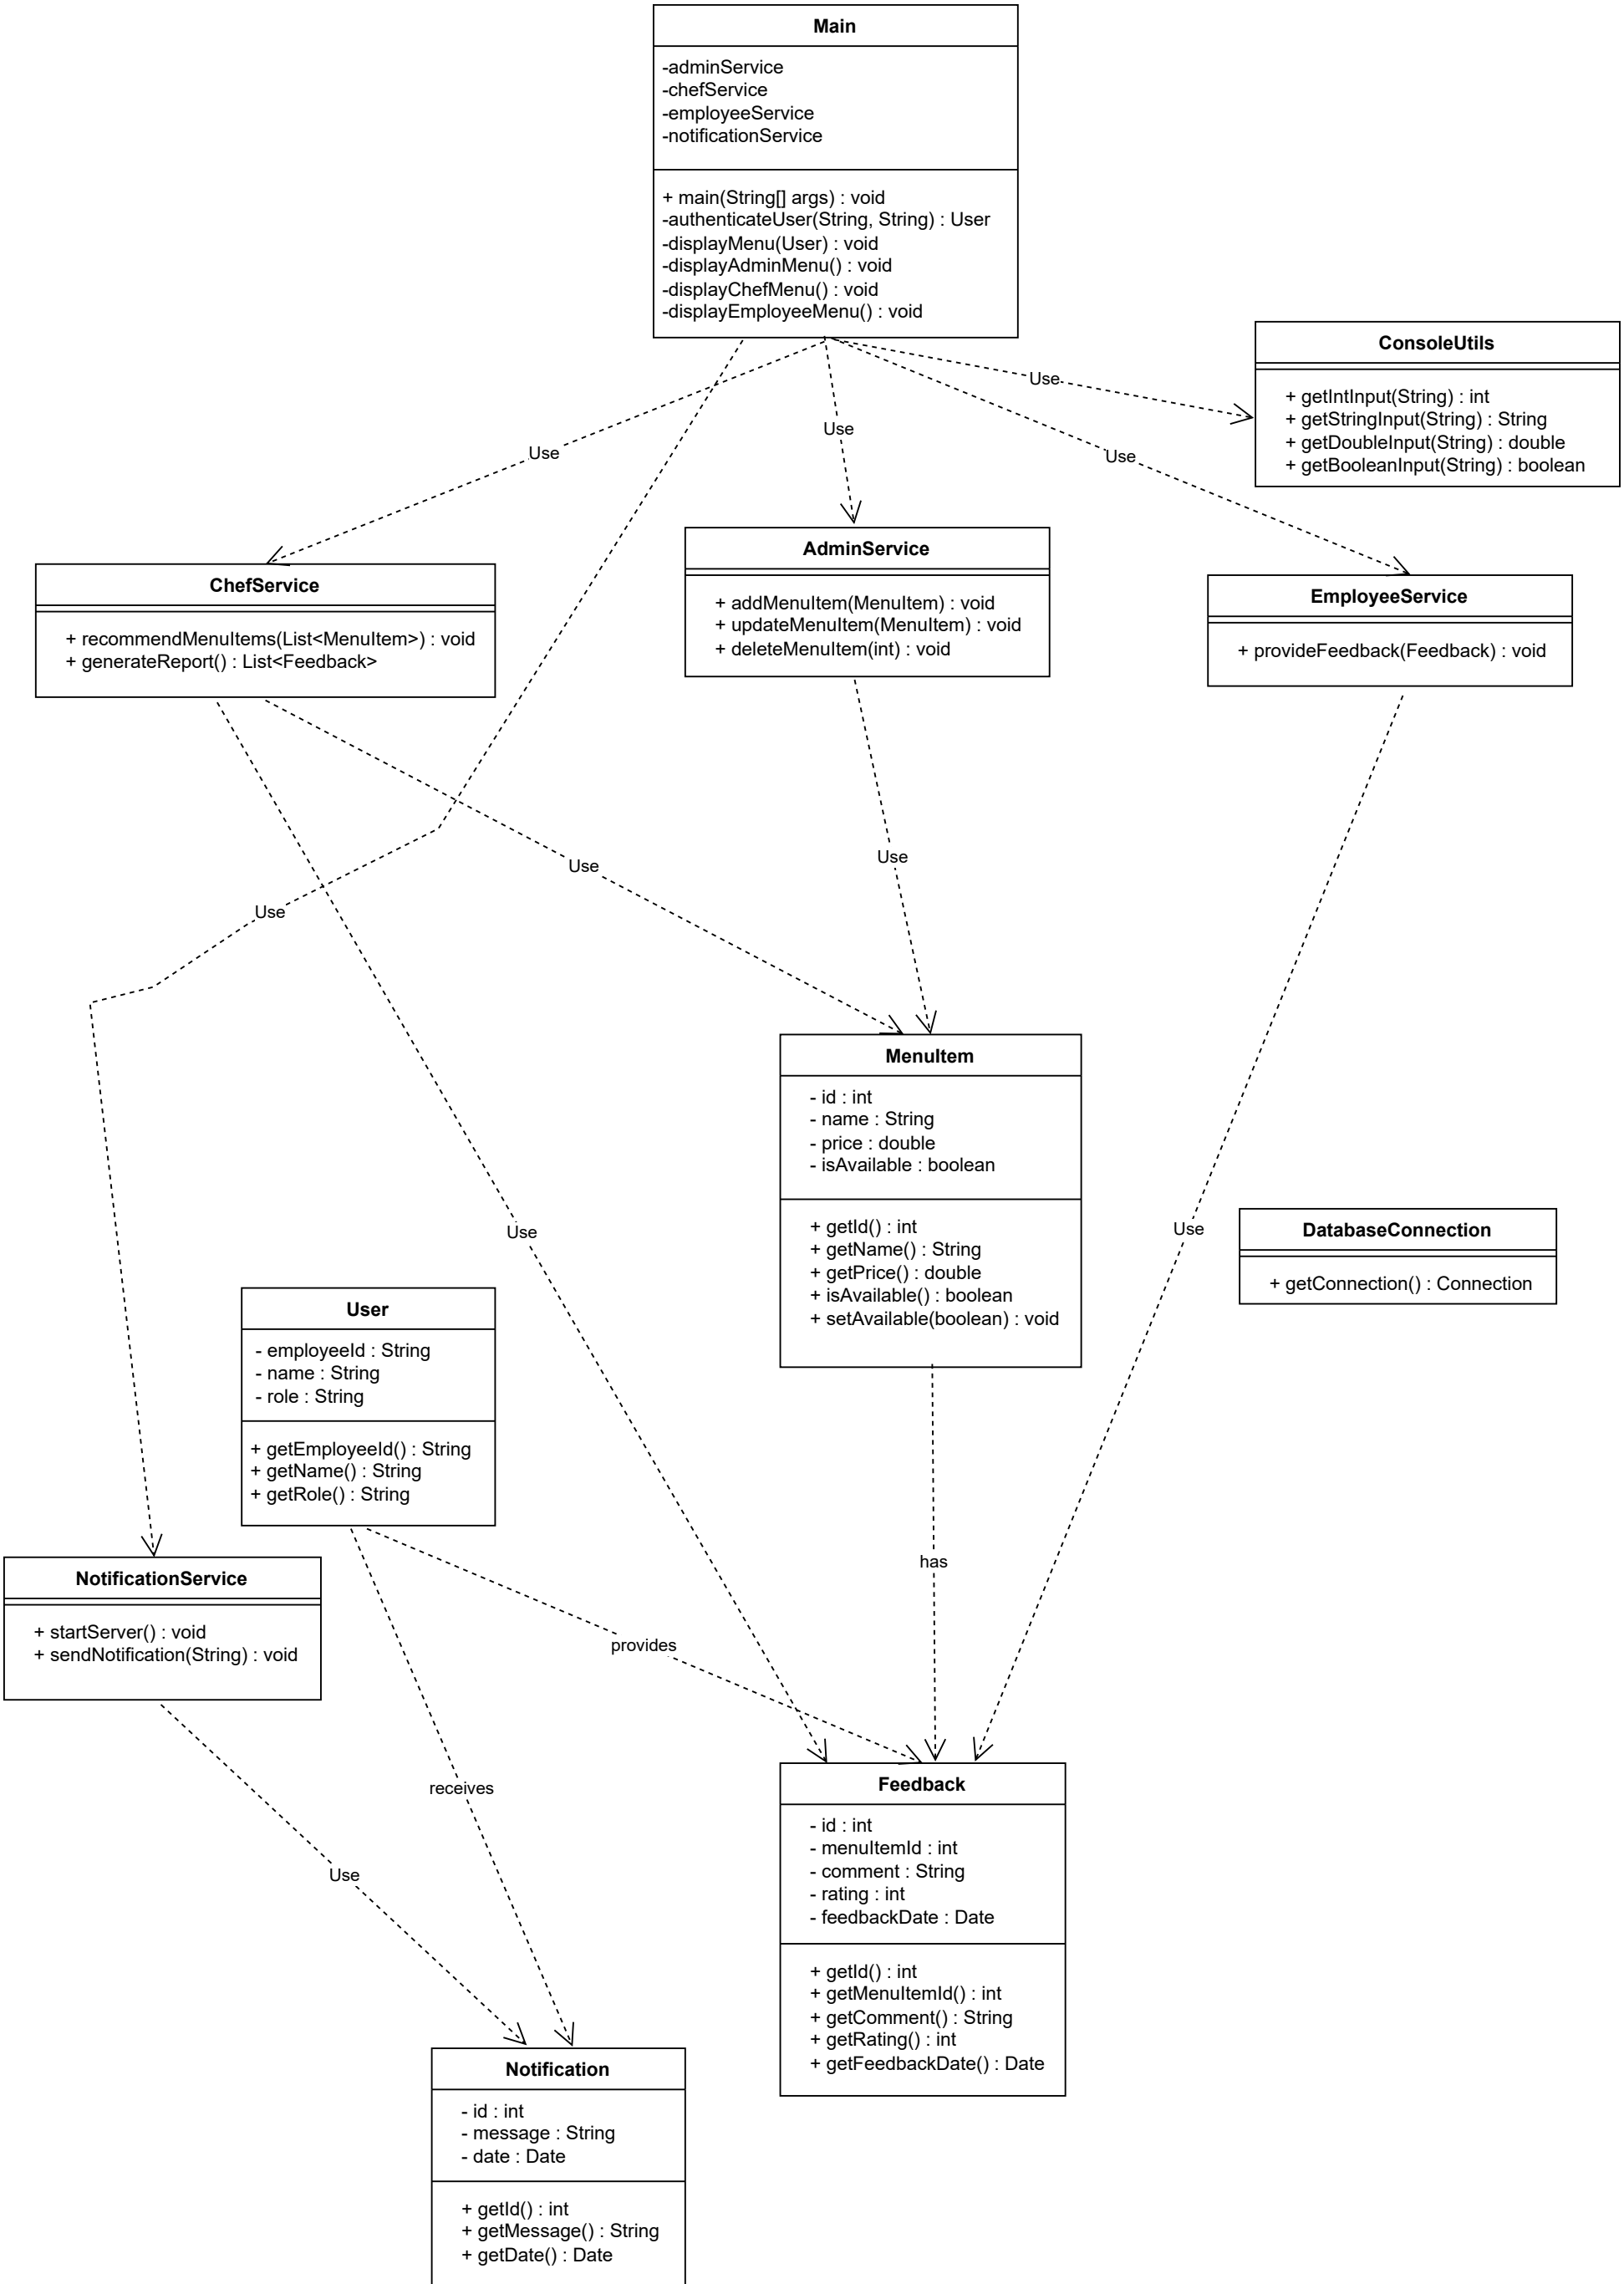 Main
-adminService
-chefService
-employeeService
-notificationService
+ main(String[] args) : void
-authenticateUser(String, String) : User
-displayMenu(User) : void
-displayAdminMenu() : void
-displayChefMenu() : void
-displayEmployeeMenu() : void
ConsoleUtils
+ getIntInput(String) : int
+ getStringInput(String) : String
+ getDoubleInput(String) : double
+ getBooleanInput(String) : boolean
Use
Use
Use
Use
ChefService
+ recommendMenuItems(List<MenuItem>) : void
+ generateReport() : List<Feedback>
AdminService
+ addMenuItem(MenuItem) : void
+ updateMenuItem(MenuItem) : void
+ deleteMenuItem(int) : void
EmployeeService
+ provideFeedback(Feedback) : void
Use
Use
Use
MenuItem
- id : int
- name : String
- price : double
- isAvailable : boolean
+ getId() : int
+ getName() : String
+ getPrice() : double
+ isAvailable() : boolean
+ setAvailable(boolean) : void
Use
Use
DatabaseConnection
+ getConnection() : Connection
User
- employeeId : String
- name : String
- role : String
+ getEmployeeId() : String
+ getName() : String
+ getRole() : String
has
NotificationService
+ startServer() : void
+ sendNotification(String) : void
provides
receives
Use
Feedback
- id : int
- menuItemId : int
- comment : String
- rating : int
- feedbackDate : Date
+ getId() : int
+ getMenuItemId() : int
+ getComment() : String
+ getRating() : int
+ getFeedbackDate() : Date
Notification
- id : int
- message : String
- date : Date
+ getId() : int
+ getMessage() : String
+ getDate() : Date